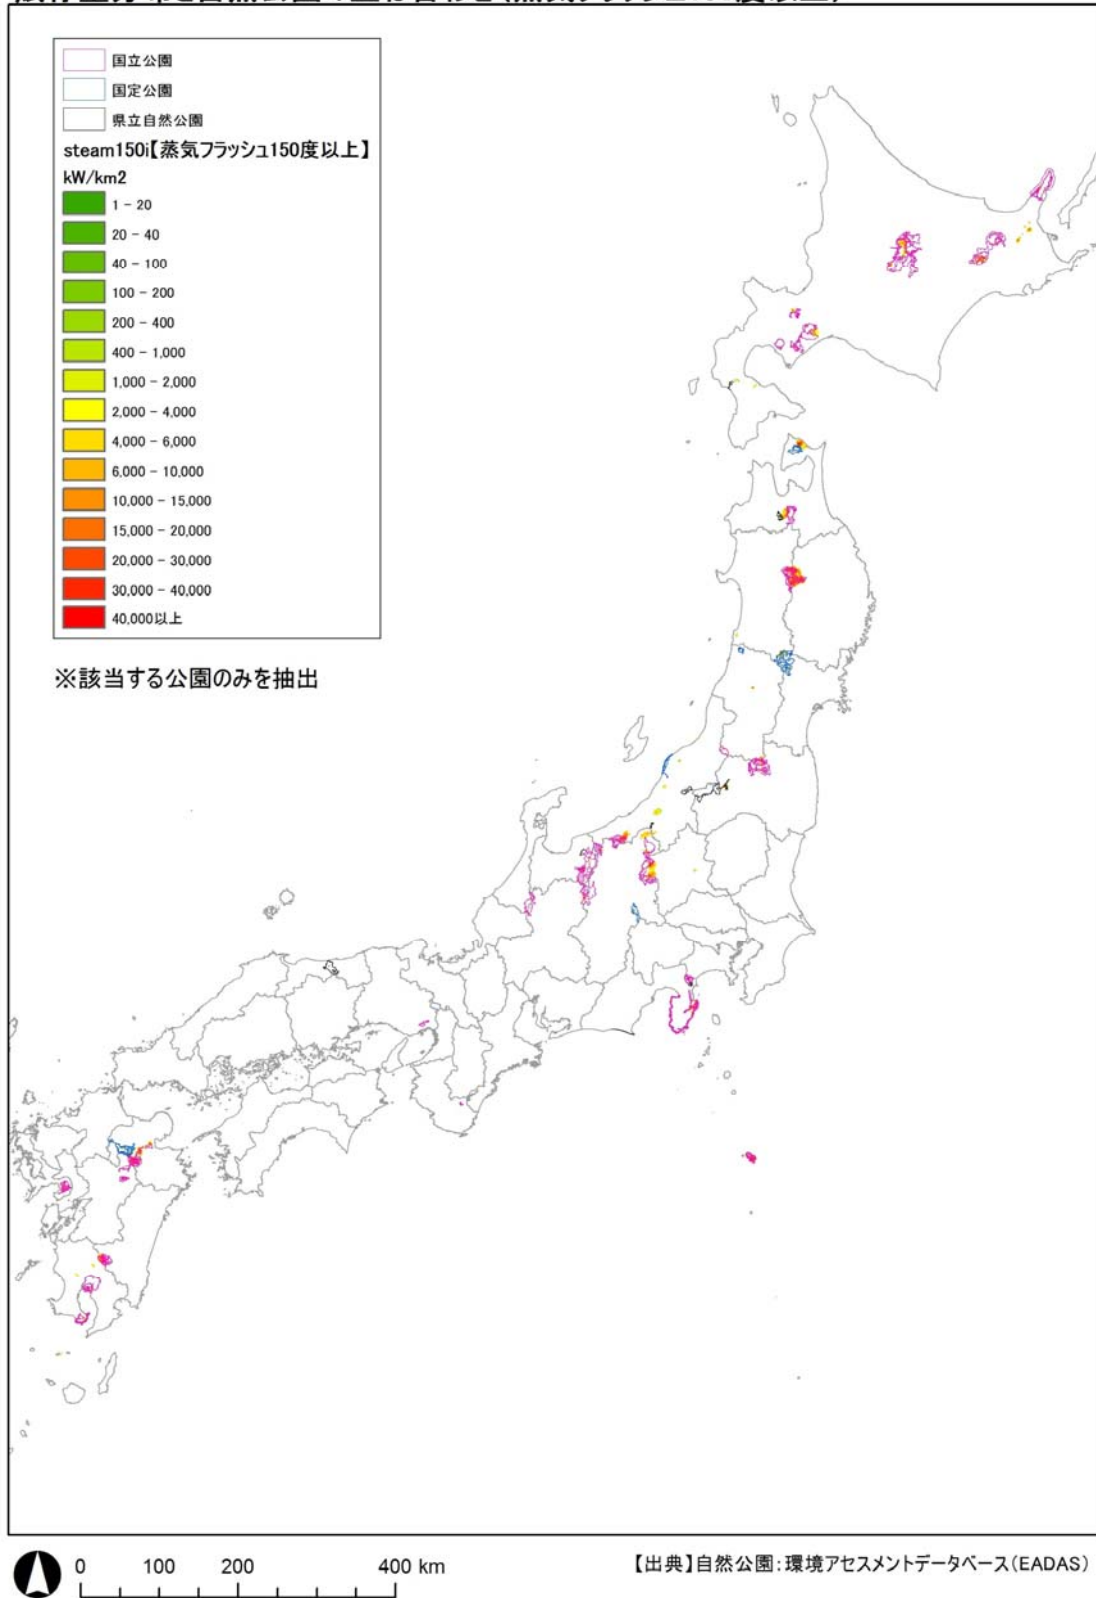 国立公園
国定公園
県立自然公園
steam150i【蒸気フラッシュ150度以上】
kW/km2
1 - 20
20 - 40
40 - 100
100 - 200
200 - 400
400 - 1,000
1,000 - 2,000
2,000 - 4,000
4,000 - 6,000
6,000 - 10,000
10,000 - 15,000
15,000 - 20,000
20,000 - 30,000
30,000 - 40,000
40,000以上
※該当する公園のみを抽出
0 100 200 400 km
【出典】自然公園:環境アセスメントデータベース(EADAS)